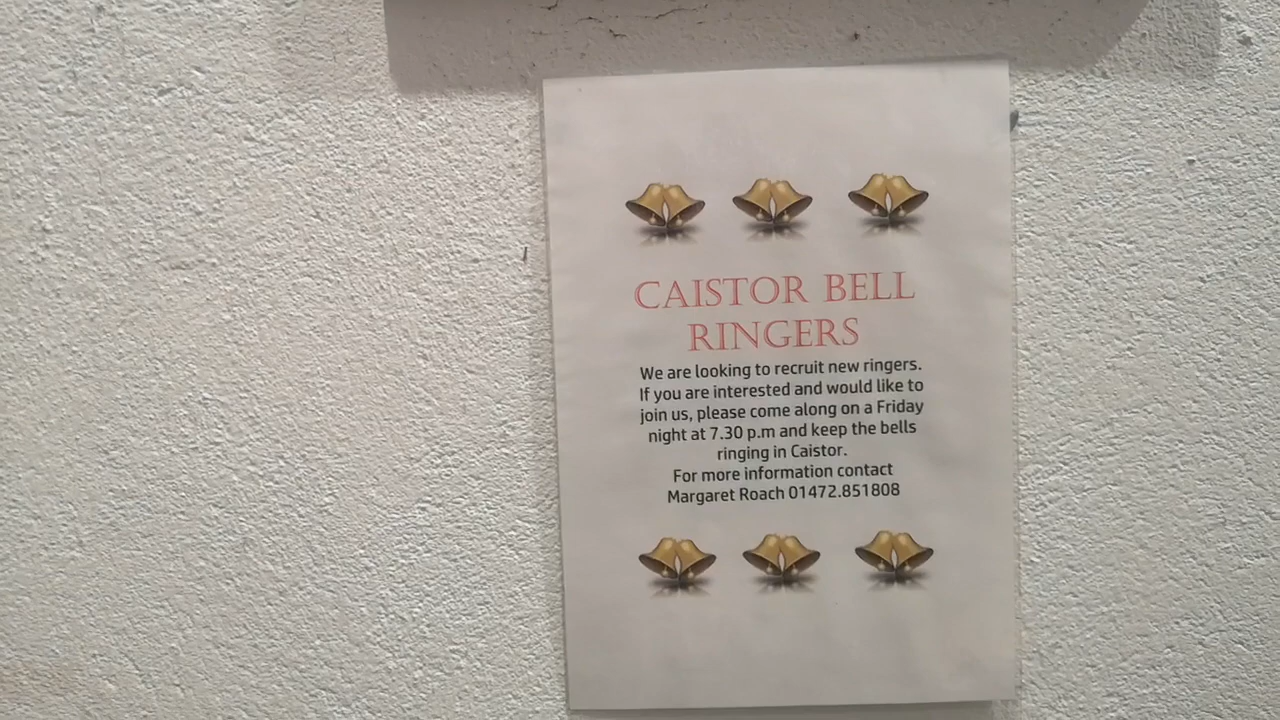 CAISTOR BELL
RINGERS
We are looking to recruit new ringers.
If you are interested and would like to
join us, please come along on a Friday
night at 7.30 p.m and keep the bells
ringing in Caistor.
For more information contact
Margaret Roach 01472.851808